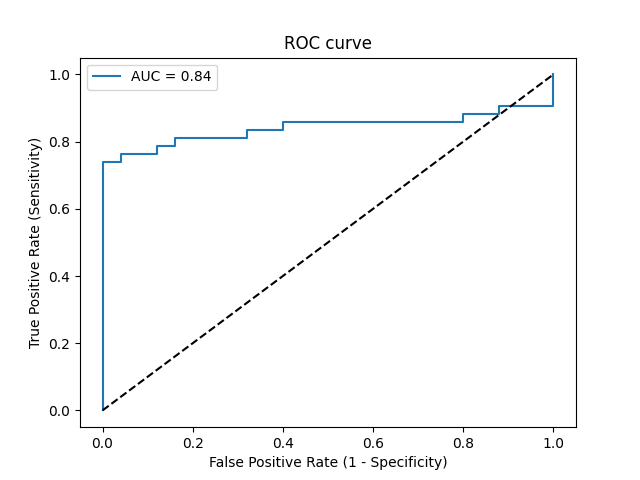 ROC curve
AUC = 0.84
True Positive Rate (Sensitivity)
1.0
0.8
0.6
0.4
0.2
0.0
0.0 0.2 0.4 0.6 0.8 1.0
False Positive Rate (1 - Specificity)